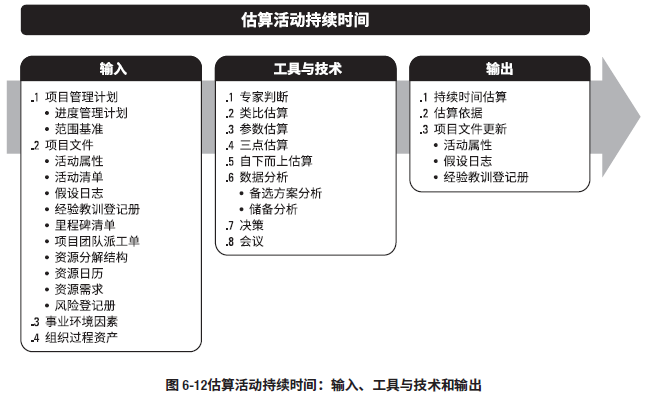 估算活动持续时间
输入
.1 项目管理计划
• 进度管理计划
• 范围基准
.2 项目文件
• 活动属性
• 活动清单
• 假设日志
• 经验教训登记册
• 里程碑清单
• 项目团队派工单
• 资源分解结构
• 资源日历
• 资源需求
• 风险登记册
.3 事业环境因素
.4 组织过程资产
工具与技术
.1 专家判断
.2 类比估算
.3 参数估算
.4 三点估算
.5 自下而上估算
.6 数据分析
• 备选方案分析
• 储备分析
.7 决策
.8 会议
输出
.1 持续时间估算
.2 估算依据
.3 项目文件更新
• 活动属性
• 假设日志
• 经验教训登记册
图 6-12估算活动持续时间：输入、工具与技术和输出